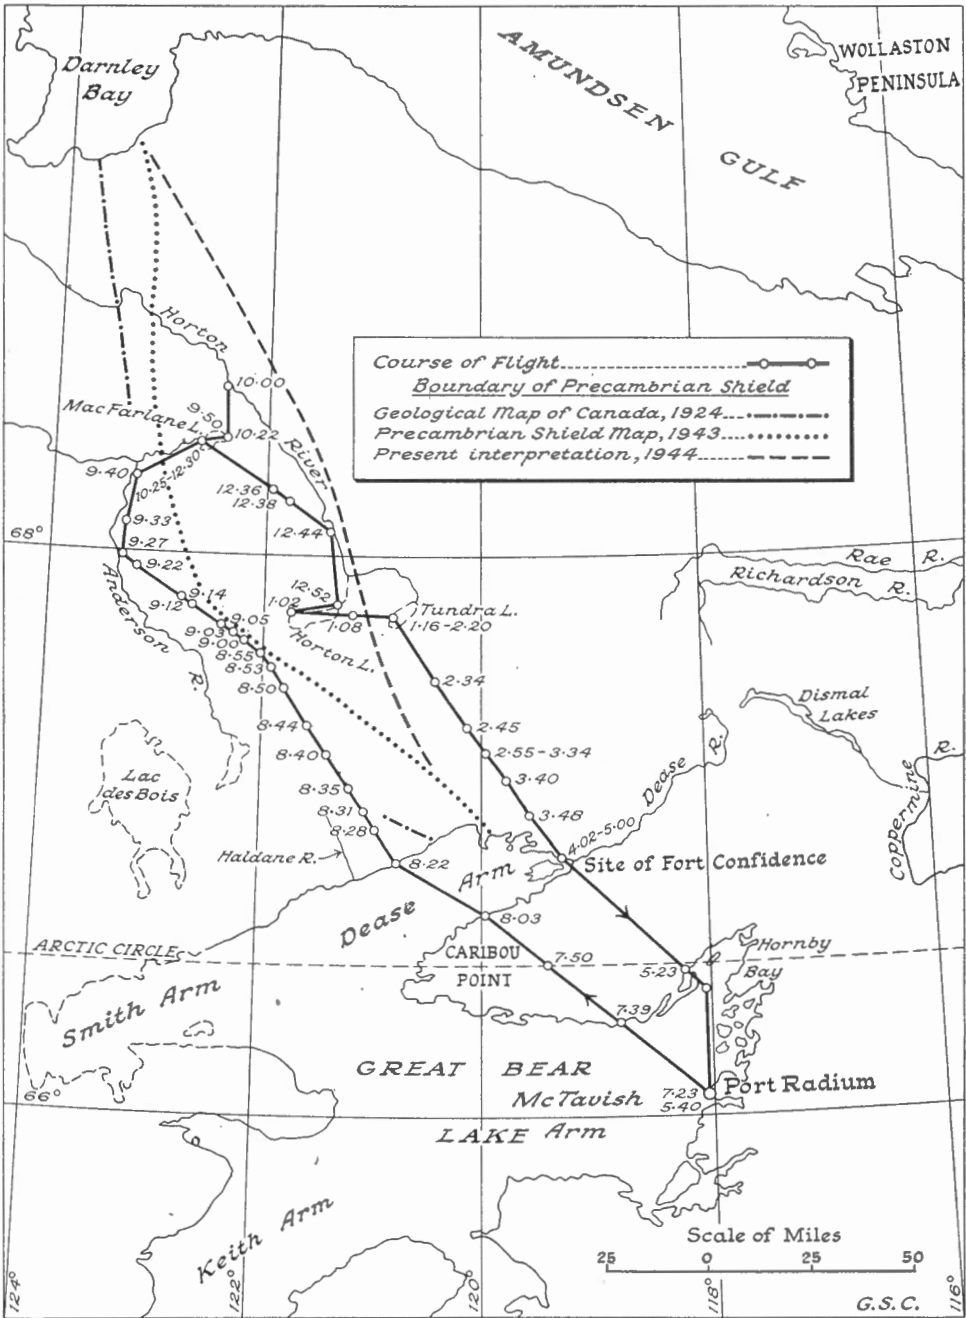 Darnley
Bay
AMUNDSEN
GULF
WOLLASTON
PENINSULA
Horton
River
MacFarlane L.
Course of Flight
Boundary of Precambrian Shield
Geological Map of Canada, 1924
Precambrian Shield Map, 1943
Present interpretation, 1944
10·00
9·50
10·22
10·25-12·30
9·40
12·36
12·38
12·44
9·33
9·27
9·22
68°
Rae R.
Richardson R.
Anderson
R.
9·14
9·12
9·05
9·03
9·00
8·55
8·53
8·50
12·52
1·02
1·08
Tundra L.
1·16-2·20
Horton L.
2·34
2·45
2·55-3·34
3·40
3·48
4·02-5·00
8·44
8·40
8·35
8·31
8·28
8·22
Dismal
Lakes
Dease R.
Coppermine
R.
Lac
des Bois
Haldane R.
Site of Fort Confidence
Dease Arm
8·03
ARCTIC CIRCLE
CARIBOU
POINT
7·50
5·23
Hornby
Bay
Smith Arm
7·39
GREAT BEAR
66°
McTavish
7·23
5·40
Port Radium
LAKE Arm
Keith Arm
Scale of Miles
25 0 25 50
124°
122°
120°
118°
116°
G.S.C.